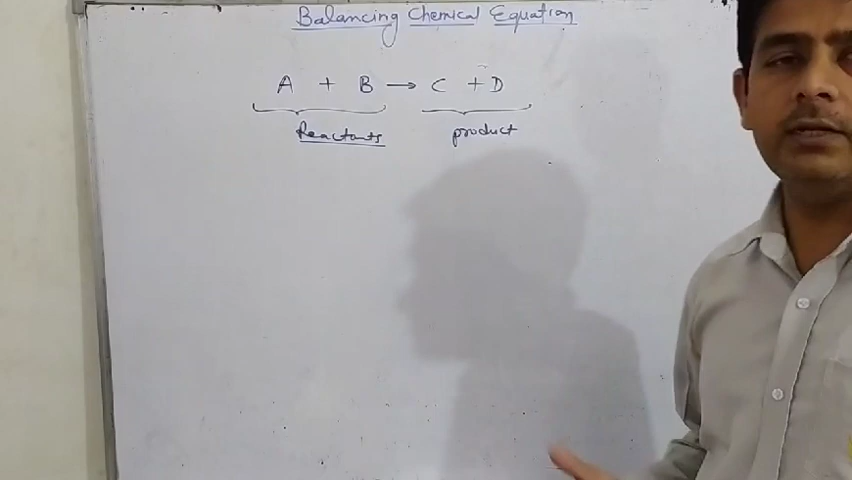 Balancing Chemical Equation
A + B → C + D
Reactants product